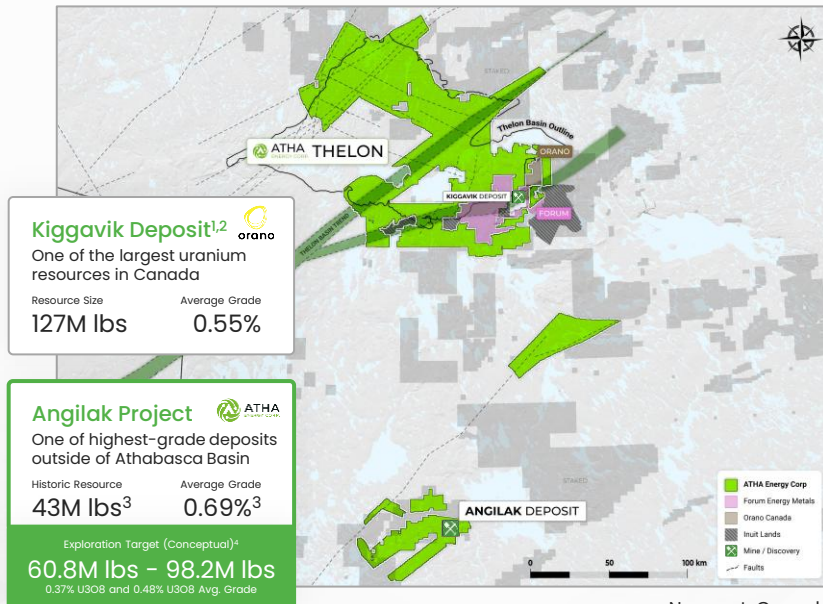 STAKED
Thelon Basin Outline
ATHA
ENERGY CORP.
THELON
ORANO
KIGGAVIK DEPOSIT
FORUM
THELON BASIN TREND
Kiggavik Deposit1,2
orano
One of the largest uranium
resources in Canada
Resource Size
Average Grade
127M lbs
0.55%
Angilak Project
ATHA
ENERGY CORP.
One of highest-grade deposits
outside of Athabasca Basin
Historic Resource
Average Grade
43M lbs3
0.69%3
Exploration Target (Conceptual)4
60.8M lbs - 98.2M lbs
0.37% U3O8 and 0.48% U3O8 Avg. Grade
STAKED
ANGILAK DEPOSIT
ATHA Energy Corp
Forum Energy Metals
Orano Canada
Inuit Lands
Mine / Discovery
Faults
0
50
100 km